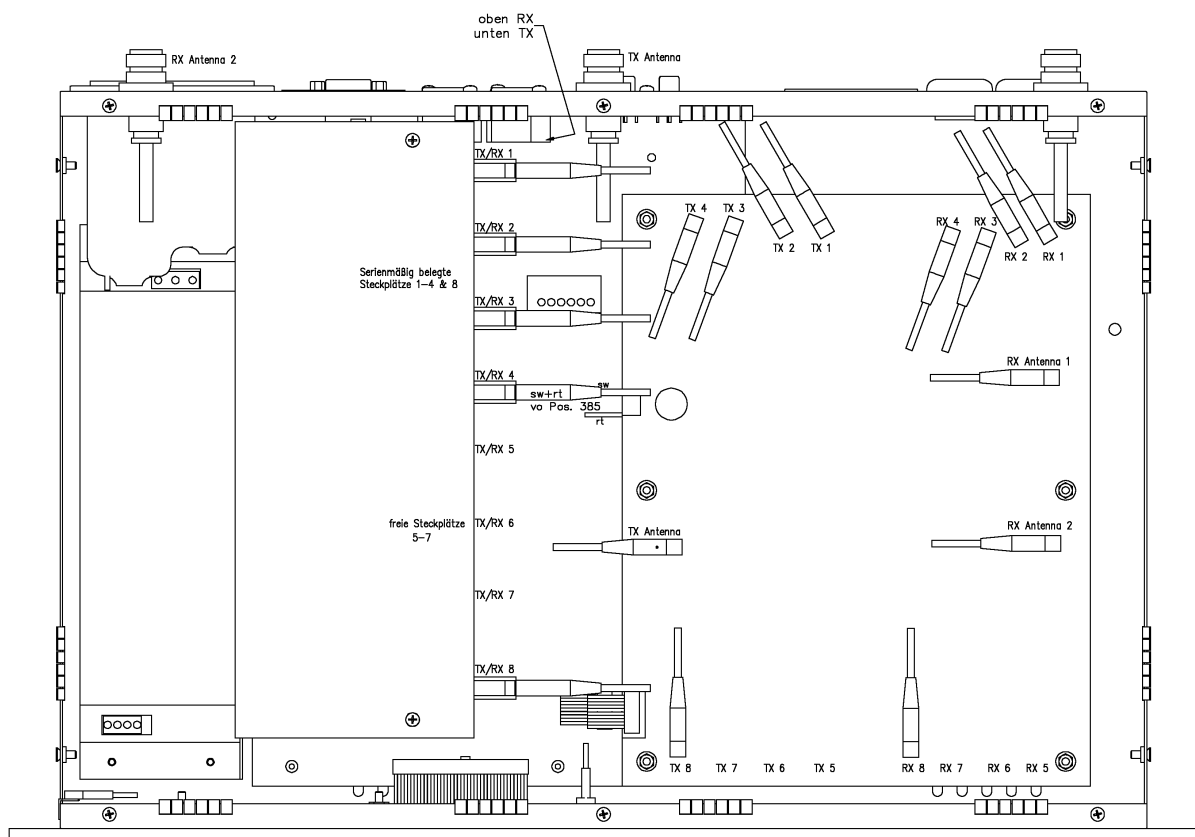 oben RX
unten TX
RX Antenna 2
TX Antenna
TX/RX 1
TX/RX 2
TX/RX 3
TX/RX 4
TX/RX 5
TX/RX 6
TX/RX 7
TX/RX 8
Serienmäßig belegte
Steckplätze 1-4 & 8
freie Steckplätze
5-7
sw
sw+rt
vo Pos. 385
rt
TX 4
TX 3
TX 2
TX 1
RX 4
RX 3
RX 2
RX 1
RX Antenna 1
TX Antenna
RX Antenna 2
TX 8
TX 7
TX 6
TX 5
RX 8
RX 7
RX 6
RX 5